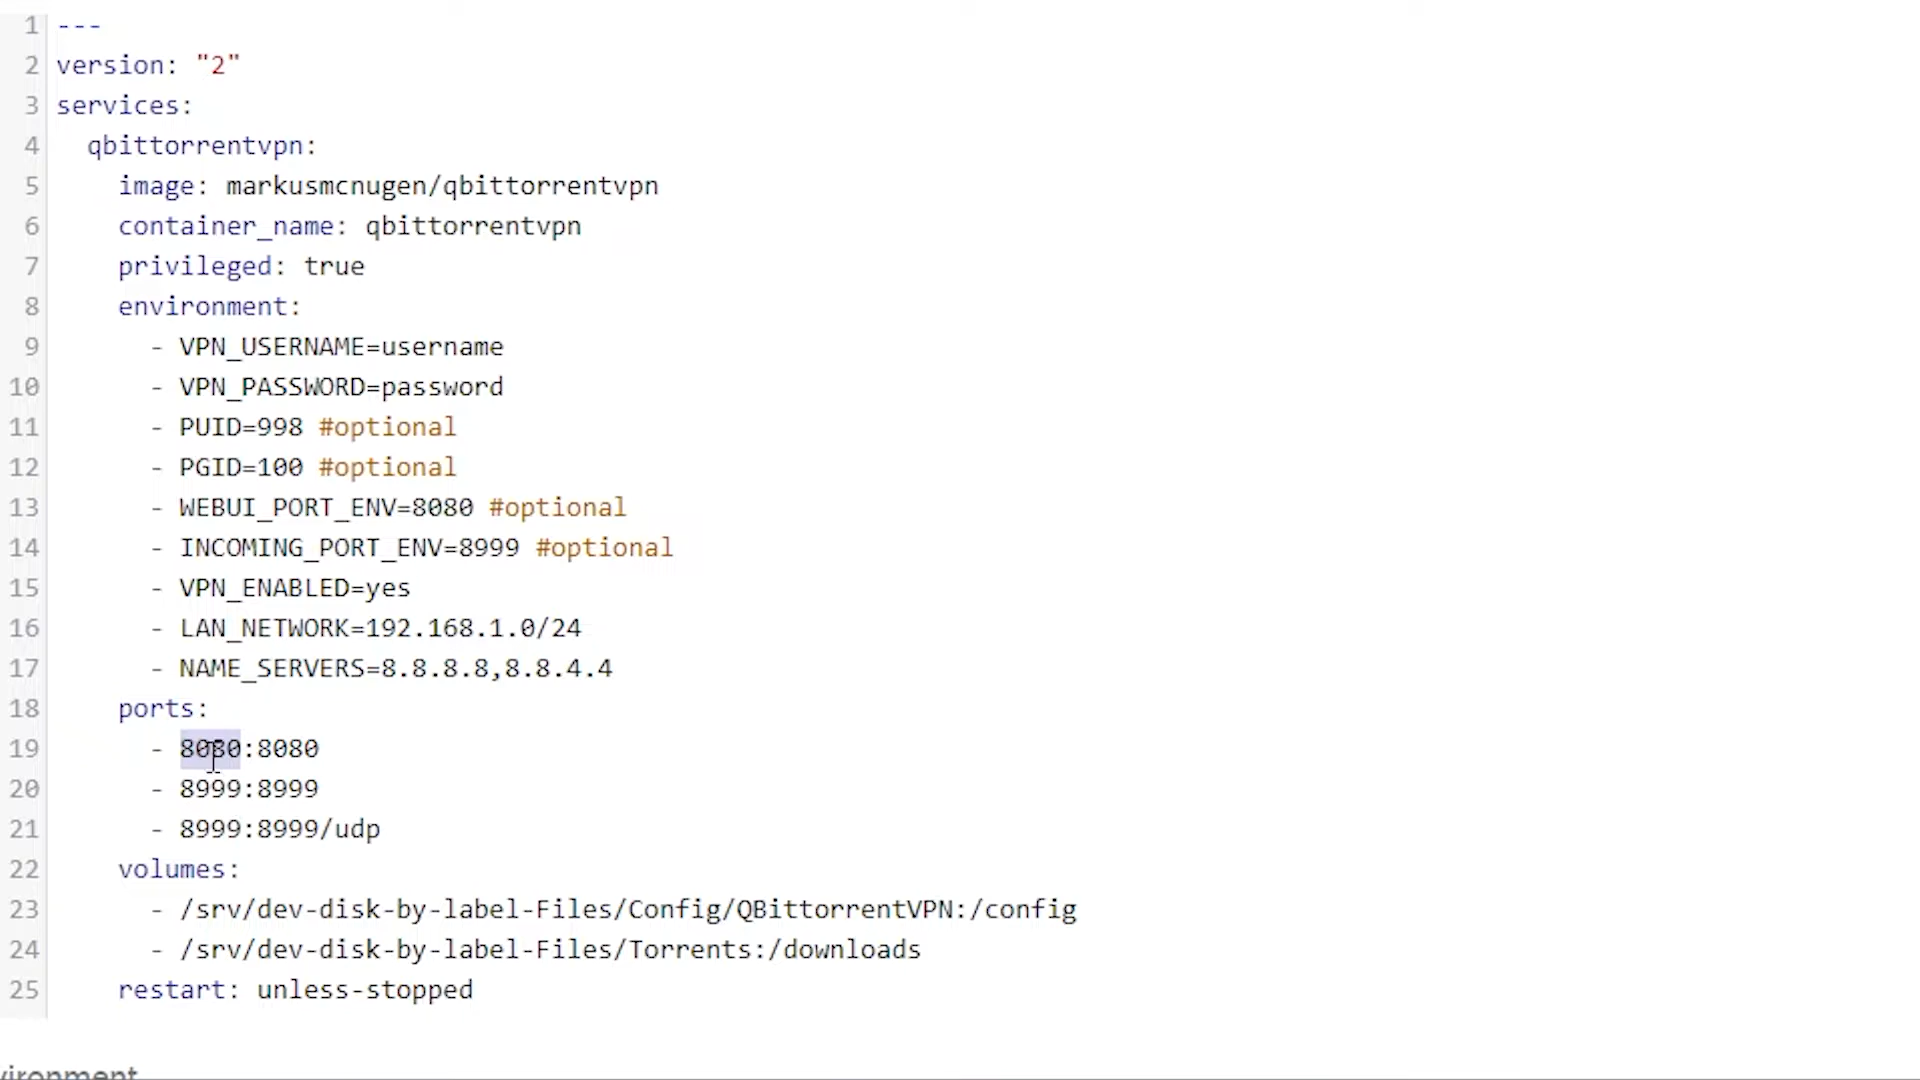 1 ---
2 version: "2"
3 services:
4   qbittorrentvpn:
5     image: markusmcnugen/qbittorrentvpn
6     container_name: qbittorrentvpn
7     privileged: true
8     environment:
9       - VPN_USERNAME=username
10       - VPN_PASSWORD=password
11       - PUID=998 #optional
12       - PGID=100 #optional
13       - WEBUI_PORT_ENV=8080 #optional
14       - INCOMING_PORT_ENV=8999 #optional
15       - VPN_ENABLED=yes
16       - LAN_NETWORK=192.168.1.0/24
17       - NAME_SERVERS=8.8.8.8,8.8.4.4
18     ports:
19       - 8080:8080
20       - 8999:8999
21       - 8999:8999/udp
22     volumes:
23       - /srv/dev-disk-by-label-Files/Config/QBittorrentVPN:/config
24       - /srv/dev-disk-by-label-Files/Torrents:/downloads
25     restart: unless-stopped